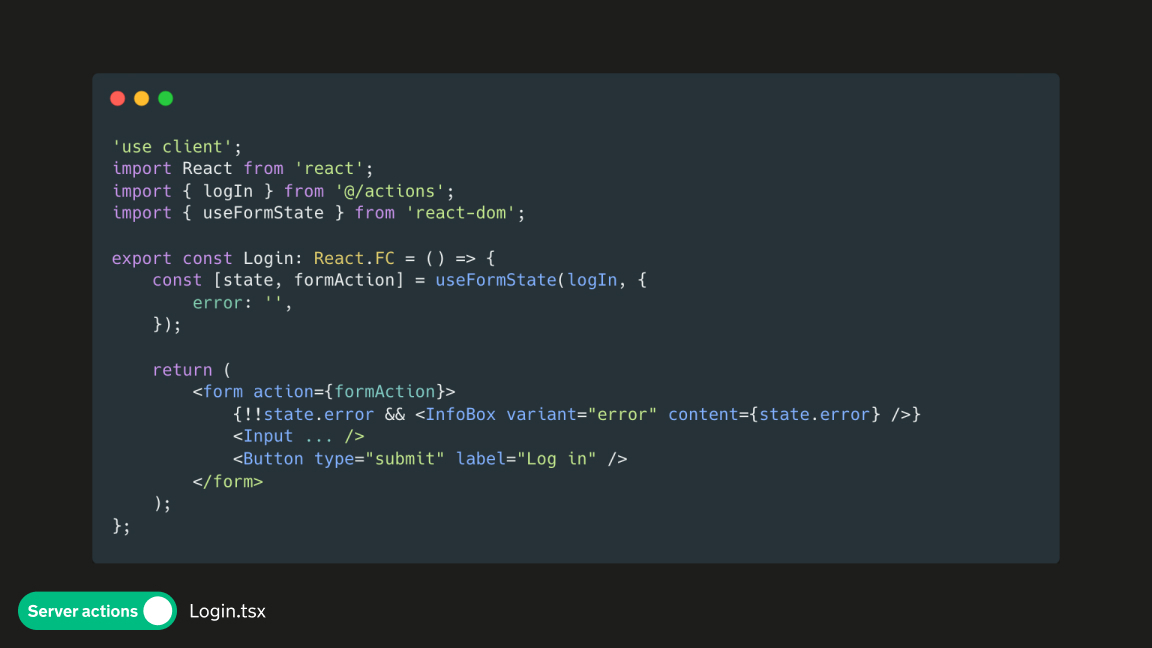 'use client';
import React from 'react';
import { logIn } from '@/actions';
import { useFormState } from 'react-dom';

export const Login: React.FC = () => {
    const [state, formAction] = useFormState(logIn, {
        error: '',
    });

    return (
        <form action={formAction}>
            {!!state.error && <InfoBox variant="error" content={state.error} />}
            <Input ... />
            <Button type="submit" label="Log in" />
        </form>
    );
};
Server actions
Login.tsx